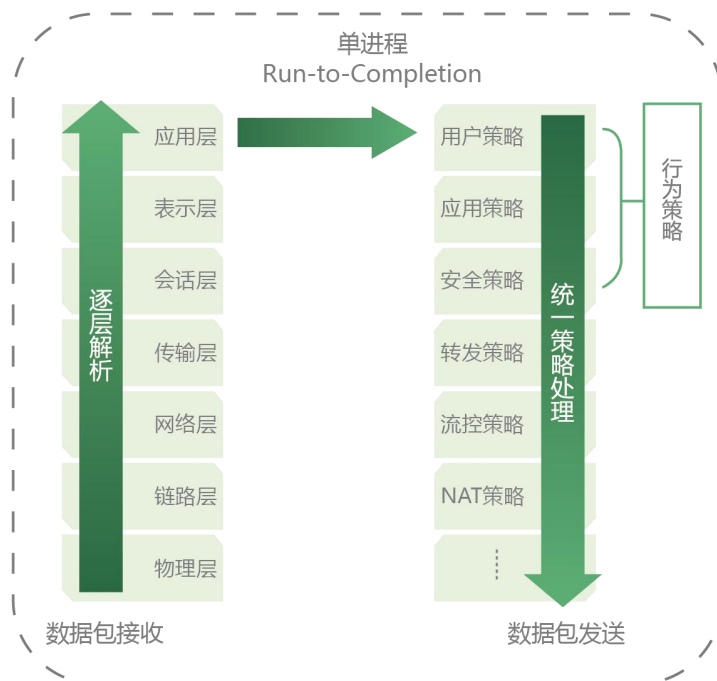 单进程
Run-to-Completion
应用层
表示层
会话层
传输层
网络层
链路层
物理层
逐层解析
数据包接收
用户策略
应用策略
安全策略
转发策略
流控策略
NAT策略
统一策略处理
数据包发送
行为策略